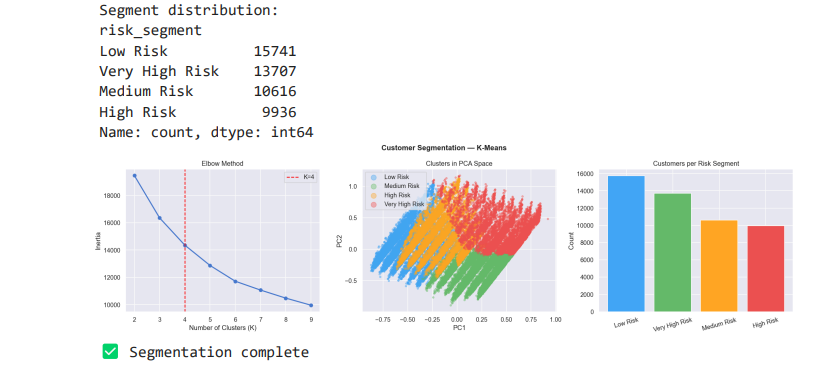 Segment distribution:
risk_segment
Low Risk 15741
Very High Risk 13707
Medium Risk 10616
High Risk 9936
Name: count, dtype: int64
Customer Segmentation — K-Means
Elbow Method
K=4
18000
16000
14000
12000
10000
Inertia
2 3 4 5 6 7 8 9
Number of Clusters (K)
Clusters in PCA Space
Low Risk
Medium Risk
High Risk
Very High Risk
1.0
0.5
0.0
−0.5
PC2
−0.75 −0.50 −0.25 0.00 0.25 0.50 0.75 1.00
PC1
Customers per Risk Segment
16000
14000
12000
10000
8000
6000
4000
2000
0
Count
Low Risk Very High Risk Medium Risk High Risk
Segmentation complete